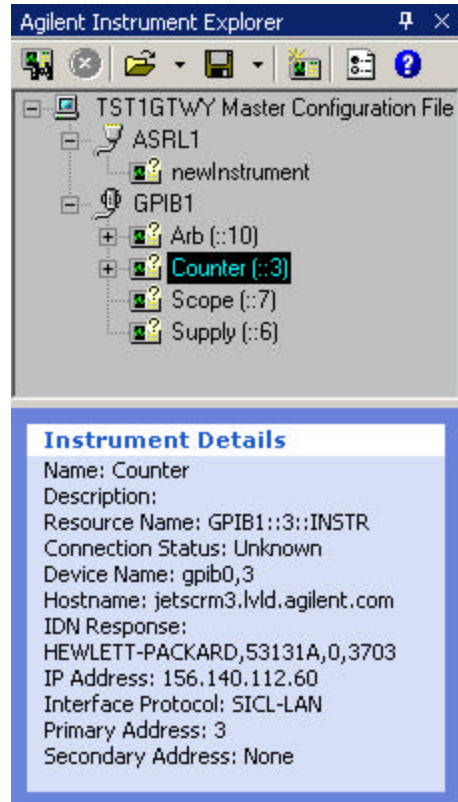 Agilent Instrument Explorer
TST1GTWY Master Configuration File
ASRL1
newInstrument
GPIB1
Arb (::10)
Counter (::3)
Scope (::7)
Supply (::6)
Instrument Details
Name: Counter
Description:
Resource Name: GPIB1::3::INSTR
Connection Status: Unknown
Device Name: gpib0,3
Hostname: jetscrm3.lvld.agilent.com
IDN Response:
HEWLETT-PACKARD,53131A,0,3703
IP Address: 156.140.112.60
Interface Protocol: SICL-LAN
Primary Address: 3
Secondary Address: None